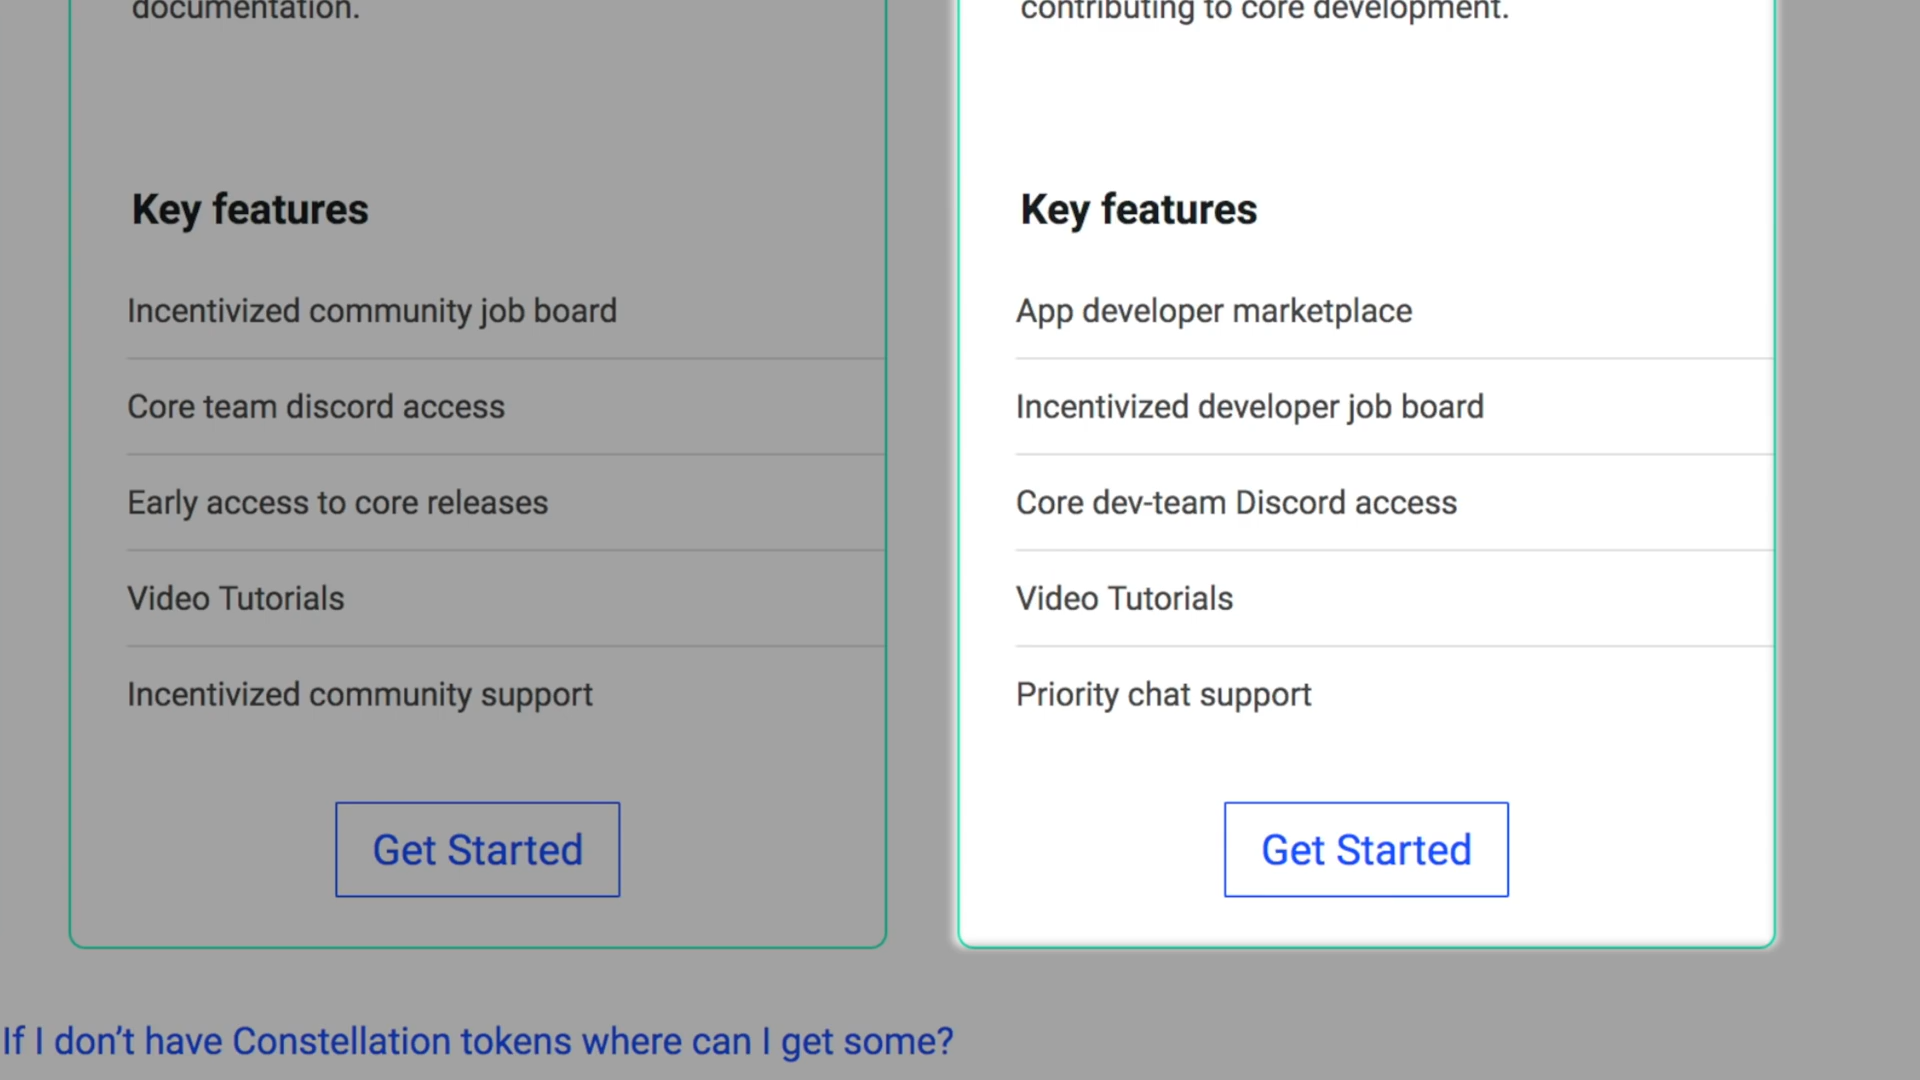 documentation.
Key features
Incentivized community job board
Core team discord access
Early access to core releases
Video Tutorials
Incentivized community support
Get Started
contributing to core development.
Key features
App developer marketplace
Incentivized developer job board
Core dev-team Discord access
Video Tutorials
Priority chat support
Get Started
If I don’t have Constellation tokens where can I get some?